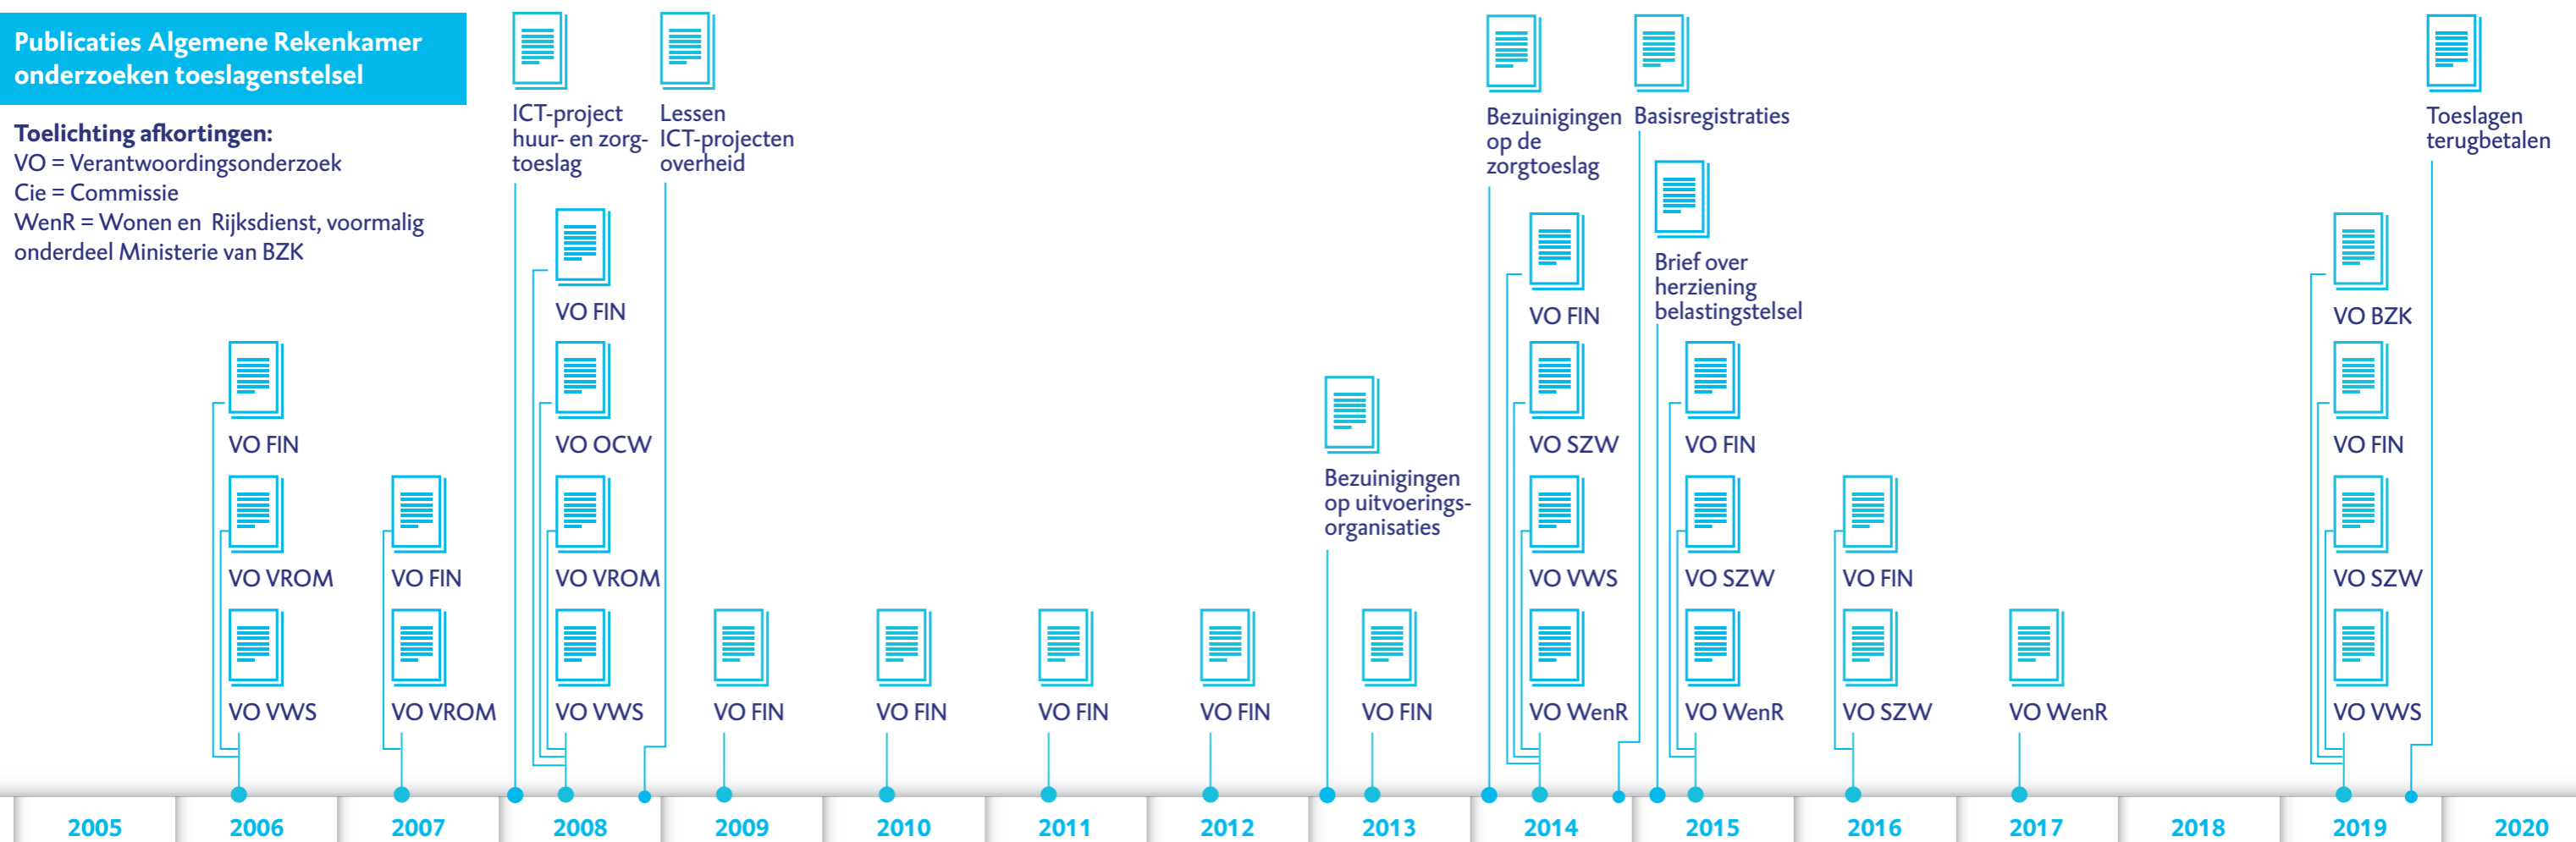 Publicaties Algemene Rekenkamer
onderzoeken toeslagenstelsel
Toelichting afkortingen:
VO = Verantwoordingsonderzoek
Cie = Commissie
WenR = Wonen en Rijksdienst, voormalig
onderdeel Ministerie van BZK
VO FIN
VO VROM
VO VWS
VO FIN
VO VROM
ICT-project
huur- en zorg-
toeslag
VO FIN
VO OCW
VO VROM
VO VWS
Lessen
ICT-projecten
overheid
VO FIN
VO FIN
VO FIN
VO FIN
Bezuinigingen
op uitvoerings-
organisaties
VO FIN
Bezuinigingen
op de
zorgtoeslag
VO FIN
VO SZW
VO VWS
VO WenR
Basisregistraties
Brief over
herziening
belastingstelsel
VO FIN
VO SZW
VO WenR
VO FIN
VO SZW
VO WenR
VO BZK
VO FIN
VO SZW
VO VWS
Toeslagen
terugbetalen
2005
2006
2007
2008
2009
2010
2011
2012
2013
2014
2015
2016
2017
2018
2019
2020